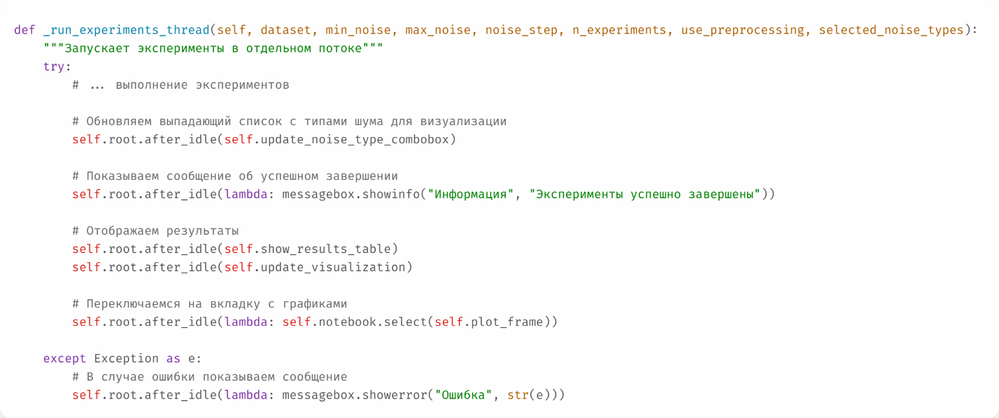 def _run_experiments_thread(self, dataset, min_noise, max_noise, noise_step, n_experiments, use_preprocessing, selected_noise_types):
    """Запускает эксперименты в отдельном потоке"""
    try:
        # ... выполнение экспериментов

        # Обновляем выпадающий список с типами шума для визуализации
        self.root.after_idle(self.update_noise_type_combobox)

        # Показываем сообщение об успешном завершении
        self.root.after_idle(lambda: messagebox.showinfo("Информация", "Эксперименты успешно завершены"))

        # Отображаем результаты
        self.root.after_idle(self.show_results_table)
        self.root.after_idle(self.update_visualization)

        # Переключаемся на вкладку с графиками
        self.root.after_idle(lambda: self.notebook.select(self.plot_frame))

    except Exception as e:
        # В случае ошибки показываем сообщение
        self.root.after_idle(lambda: messagebox.showerror("Ошибка", str(e)))